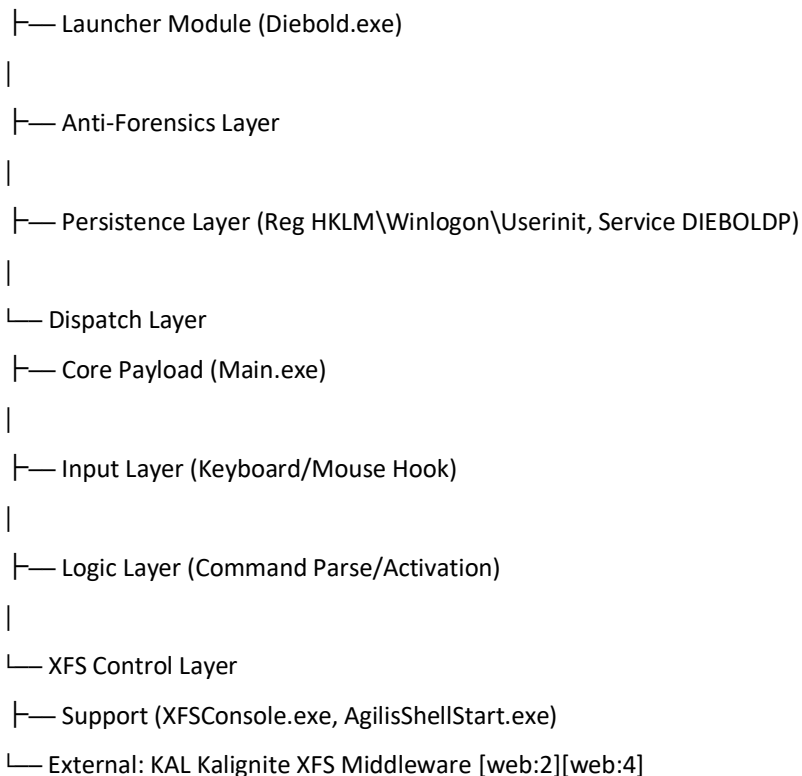 ├── Launcher Module (Diebold.exe)
│
├── Anti-Forensics Layer
│
├── Persistence Layer (Reg HKLM\Winlogon\Userinit, Service DIEBOLDP)
│
└── Dispatch Layer
├── Core Payload (Main.exe)
│
├── Input Layer (Keyboard/Mouse Hook)
│
├── Logic Layer (Command Parse/Activation)
│
└── XFS Control Layer
├── Support (XFSConsole.exe, AgilisShellStart.exe)
└── External: KAL Kalignite XFS Middleware [web:2][web:4]